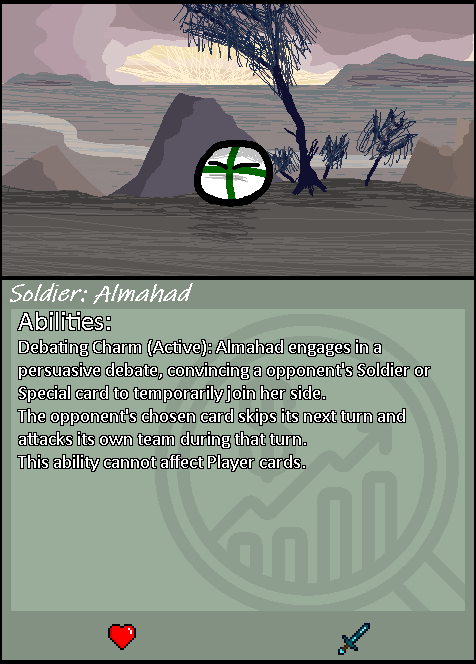 Soldier: Almahad
Abilities:
Debating Charm (Active): Almahad engages in a
persuasive debate, convincing a opponent's Soldier or
Special card to temporarily join her side.
The opponent's chosen card skips its next turn and
attacks its own team during that turn.
This ability cannot affect Player cards.